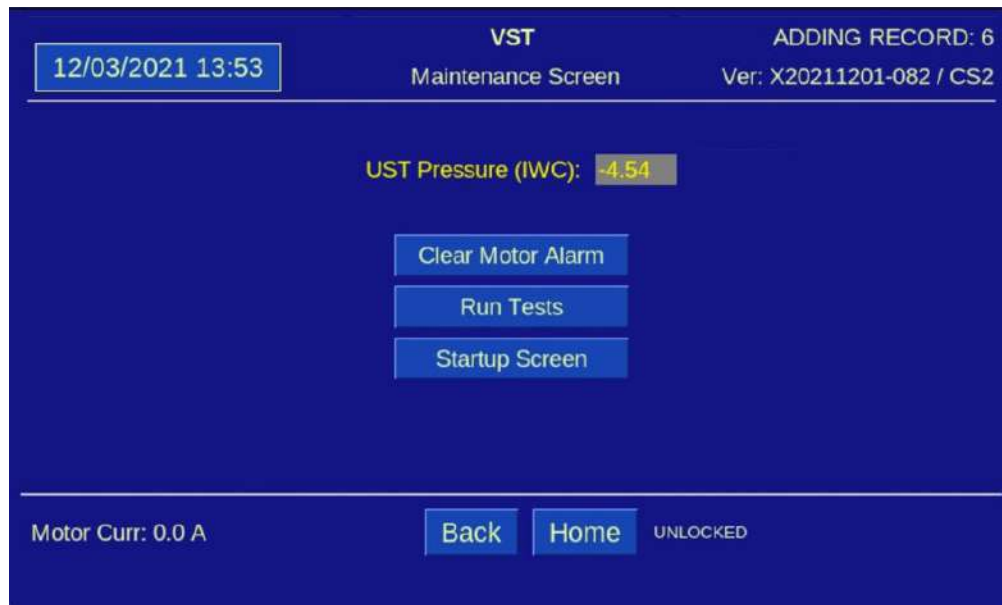 VST
ADDING RECORD: 6
12/03/2021 13:53
Maintenance Screen
Ver: X20211201-082 / CS2
UST Pressure (IWC): -4.54
Clear Motor Alarm
Run Tests
Startup Screen
Motor Curr: 0.0 A
Back
Home
UNLOCKED